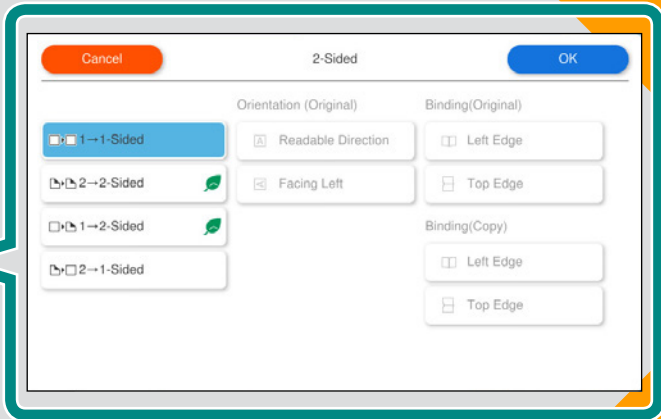 Cancel
2-Sided
OK
Orientation (Original)
Binding(Original)
1→1-Sided
Readable Direction
Left Edge
2→2-Sided
Facing Left
Top Edge
1→2-Sided
Binding(Copy)
2→1-Sided
Left Edge
Top Edge